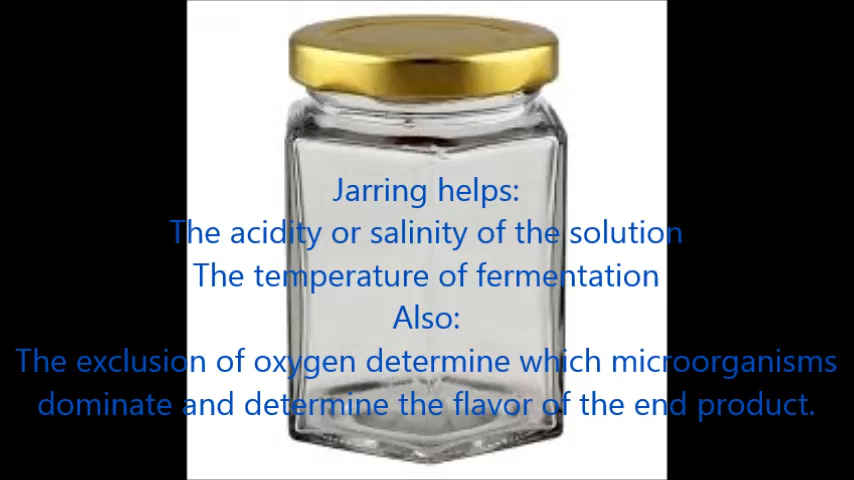 Jarring helps:
The acidity or salinity of the solution
The temperature of fermentation
Also:
The exclusion of oxygen determine which microorganisms
dominate and determine the flavor of the end product.